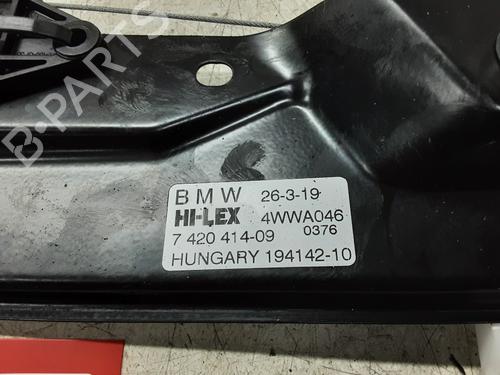 B-PARTS
BMW 26-3-19
HI-LEX 4WWA046
7 420 414-09 0376
HUNGARY 194142-10